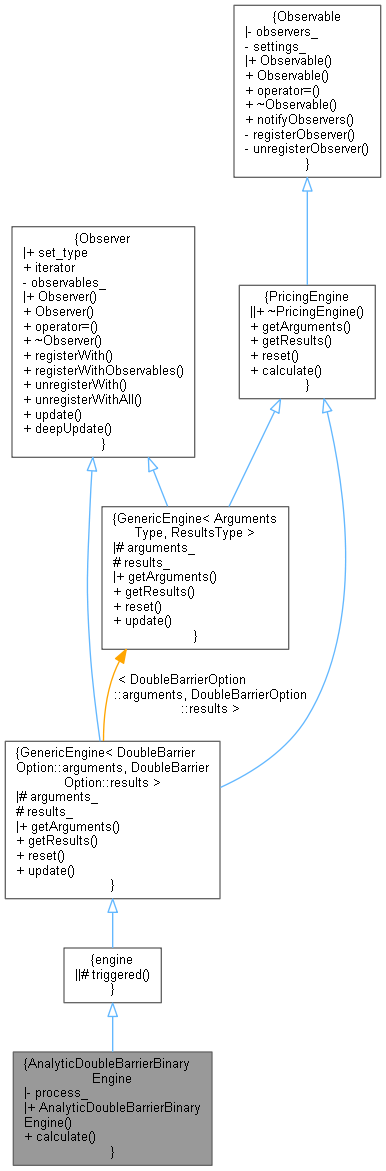 {Observable
|- observers_
- settings_
|+ Observable()
+ Observable()
+ operator=()
+ ~Observable()
+ notifyObservers()
- registerObserver()
- unregisterObserver()
}
{Observer
|+ set_type
+ iterator
- observables_
|+ Observer()
+ Observer()
+ operator=()
+ ~Observer()
+ registerWith()
+ registerWithObservables()
+ unregisterWith()
+ unregisterWithAll()
+ update()
+ deepUpdate()
}
{PricingEngine
||+ ~PricingEngine()
+ getArguments()
+ getResults()
+ reset()
+ calculate()
}
{GenericEngine< Arguments
Type, ResultsType >
|# arguments_
# results_
|+ getArguments()
+ getResults()
+ reset()
+ update()
}
< DoubleBarrierOption
::arguments, DoubleBarrierOption
::results >
{GenericEngine< DoubleBarrier
Option::arguments, DoubleBarrier
Option::results >
|# arguments_
# results_
|+ getArguments()
+ getResults()
+ reset()
+ update()
}
{engine
||# triggered()
}
{AnalyticDoubleBarrierBinary
Engine
|- process_
|+ AnalyticDoubleBarrierBinary
Engine()
+ calculate()
}